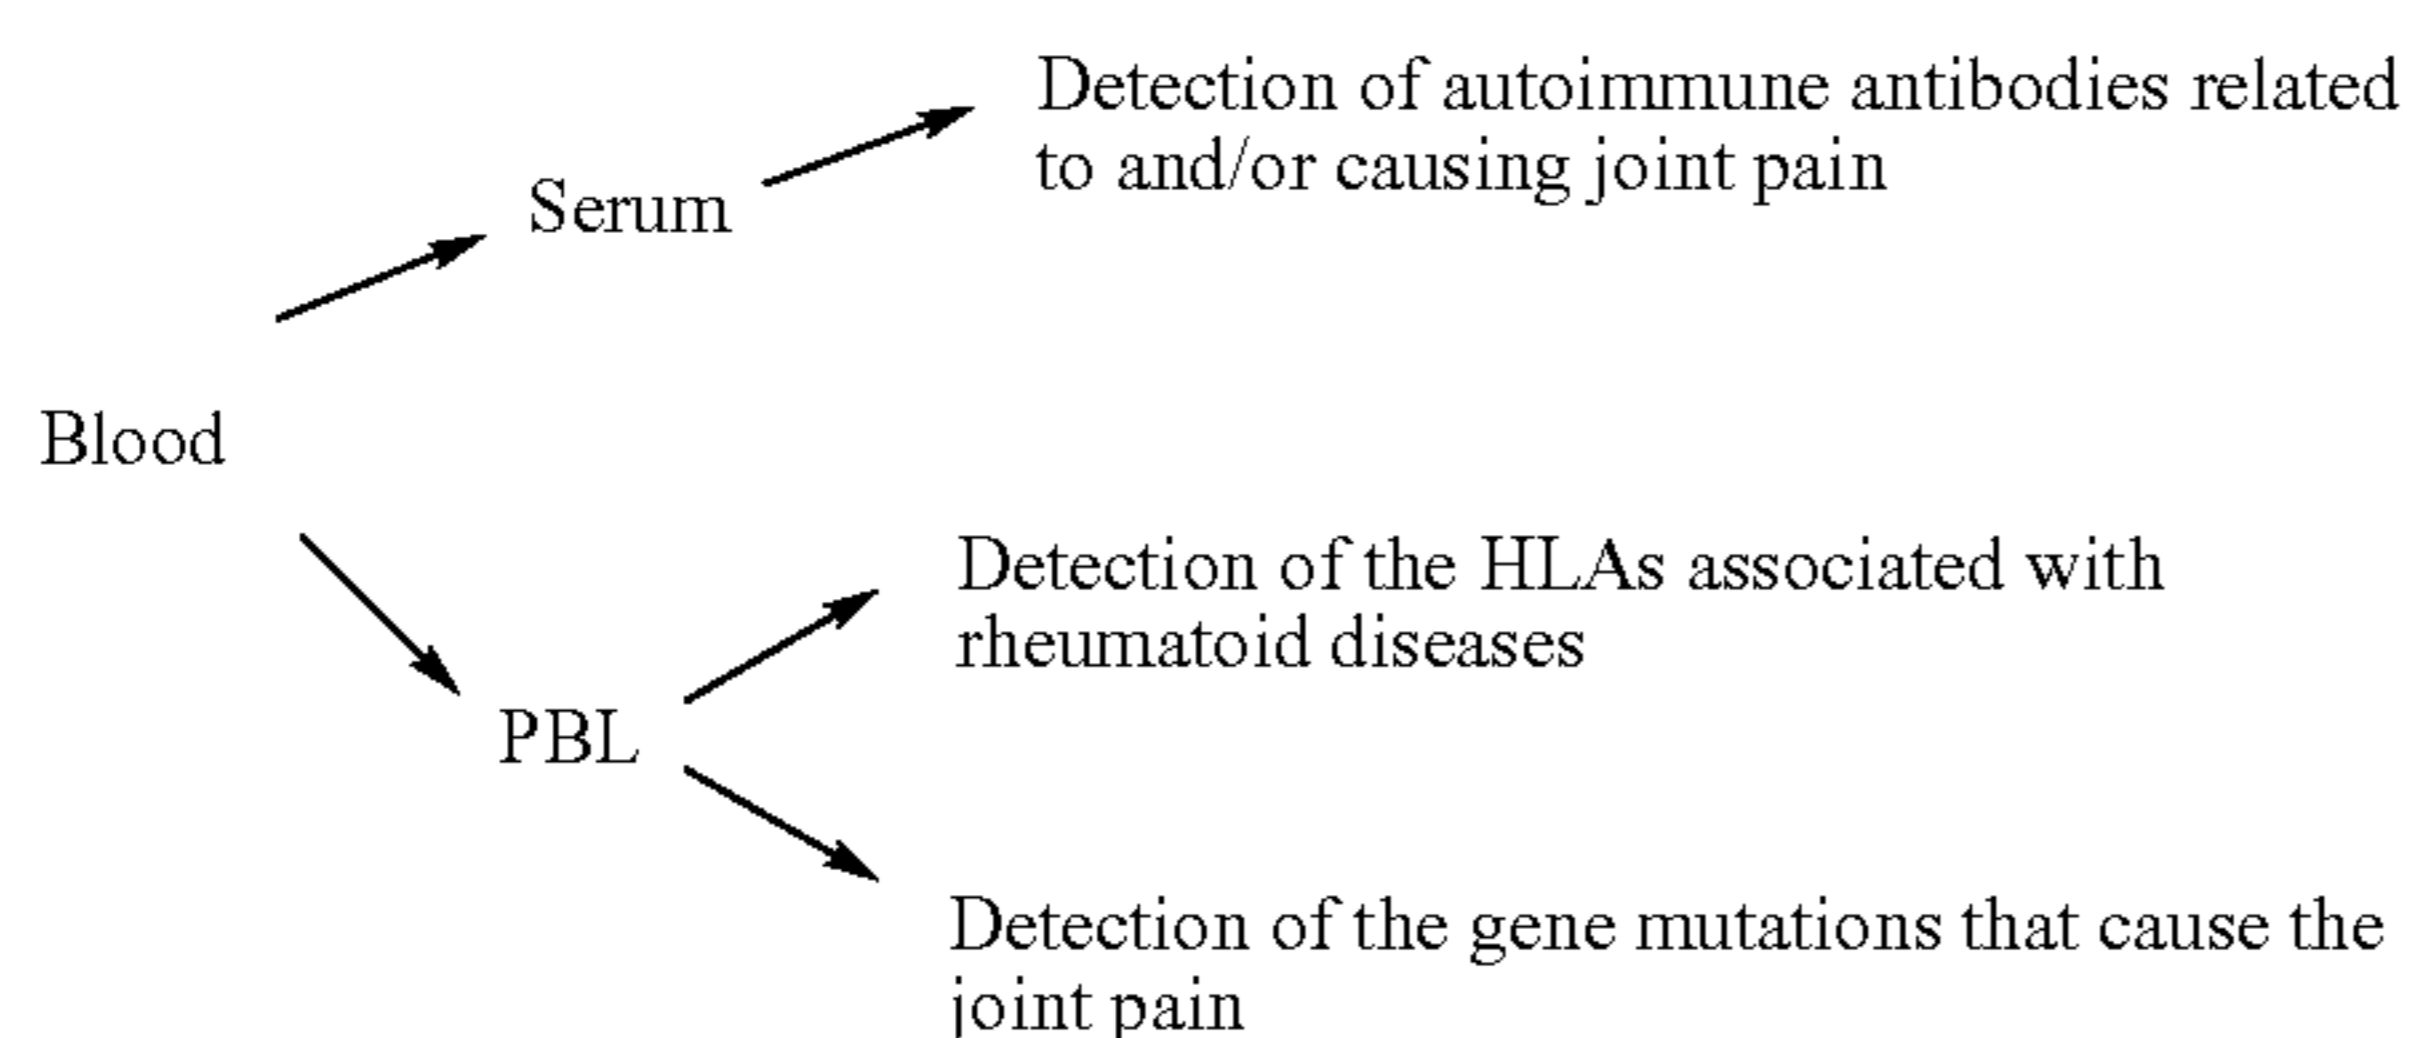 Detection of autoimmune antibodies related
to and/or causing joint pain
Serum
Blood
Detection of the HLAs associated with
rheumatoid diseases
PBL
Detection of the gene mutations that cause the
joint pain